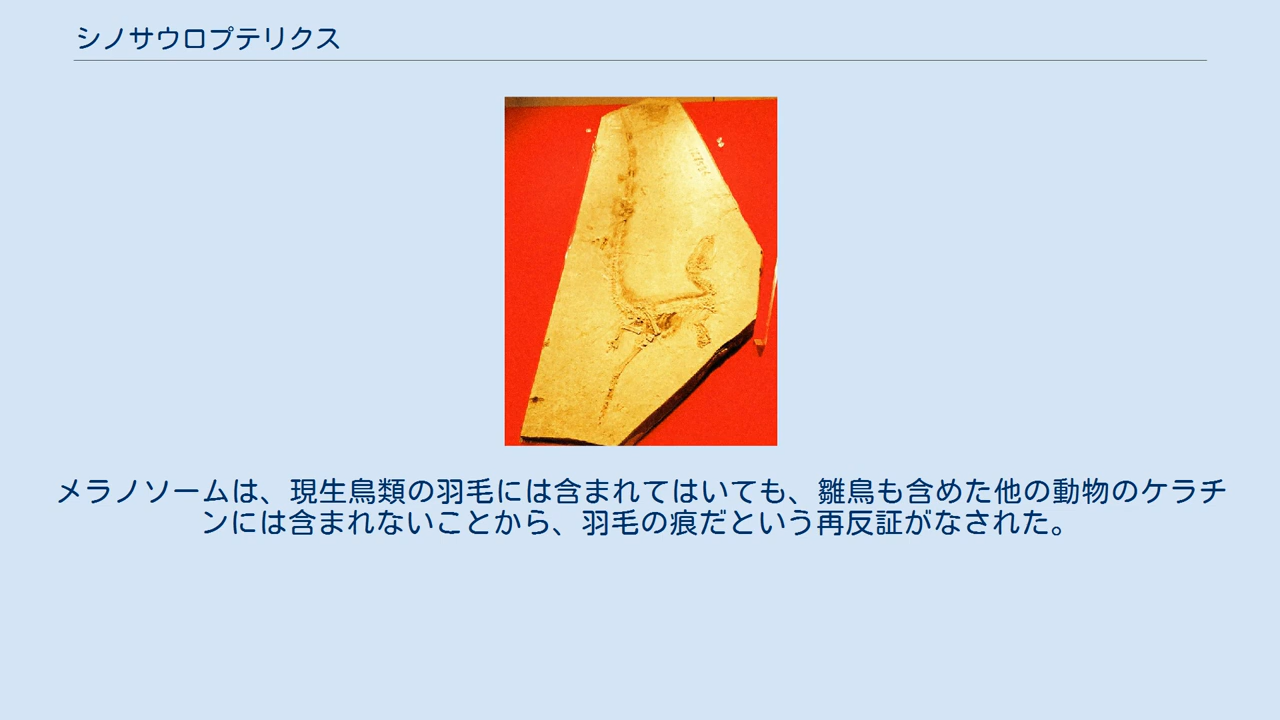 シノサウロプテリクス
メラノソームは、現生鳥類の羽毛には含まれてはいても、雛鳥も含めた他の動物のケラチ
ンには含まれないことから、羽毛の痕だという再反証がなされた。